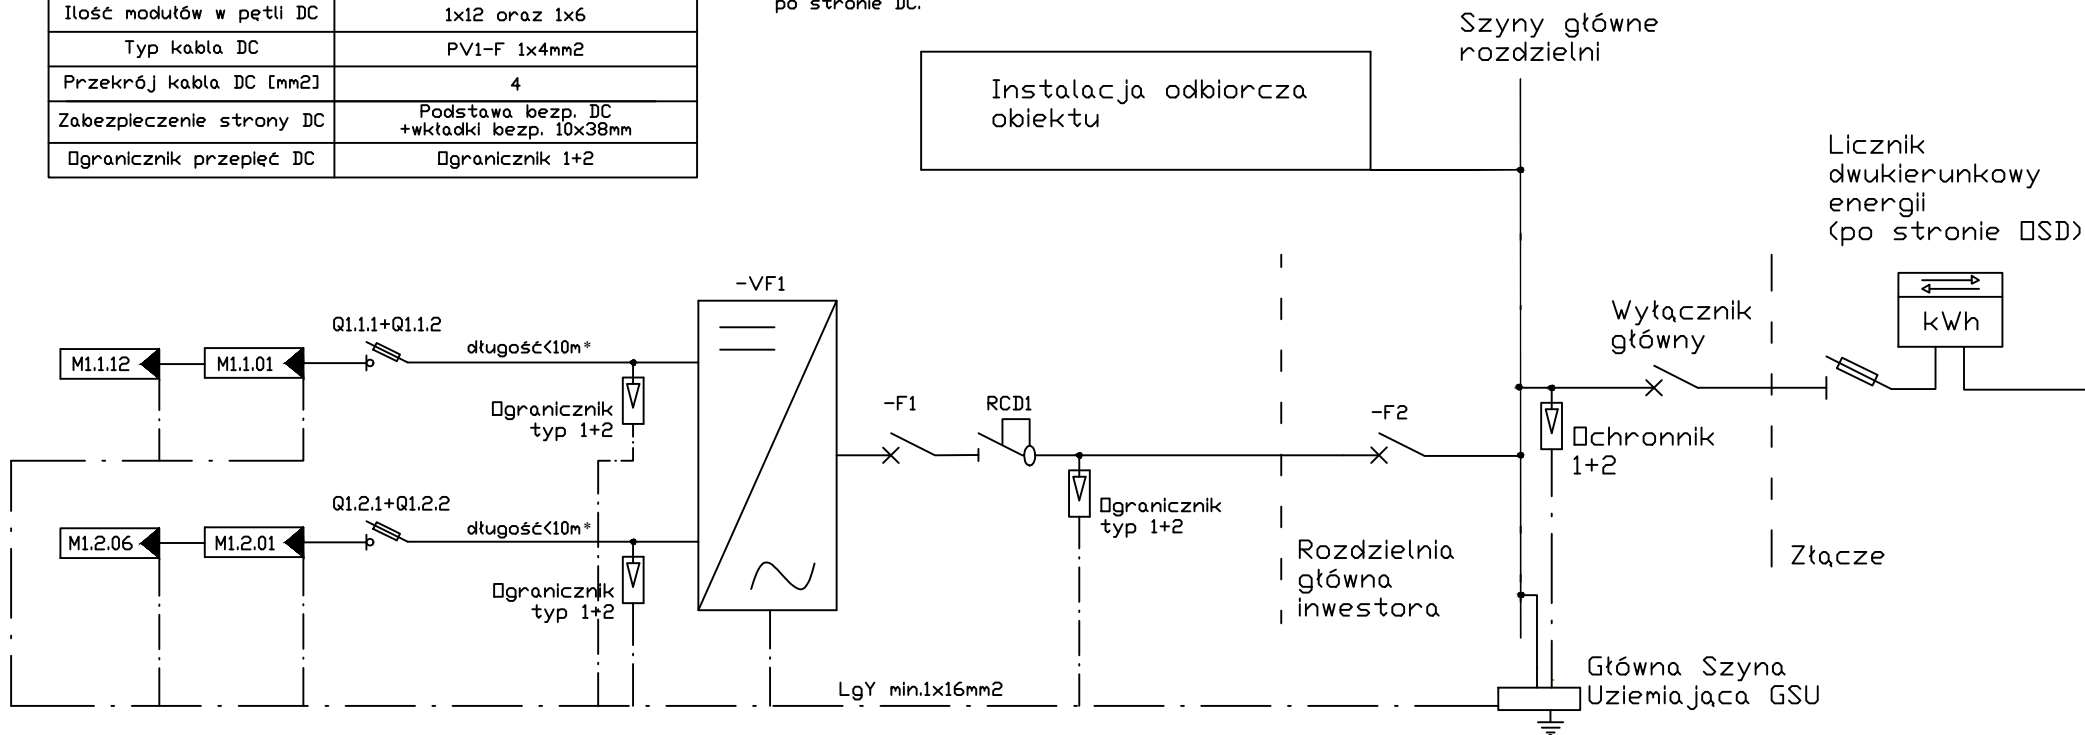 Ilość modułów w pętli DC 1x12 oraz 1x6
Typ kabla DC PV1-F 1x4mm2
Przekrój kabla DC [mm2] 4
Zabezpieczenie strony DC Podstawa bezp. DC
+wkładki bezp. 10x38mm
Ogranicznik przepięć DC Ogranicznik 1+2
po stronie DC.
Szyny główne
rozdzielni
Instalacja odbiorcza
obiektu
Licznik
dwukierunkowy
energii
(po stronie OSD)
kWh
Wyłącznik
główny
-VF1
Q1.1.1+Q1.1.2
długość<10m*
M1.1.12
M1.1.01
Ogranicznik
typ 1+2
-F1
RCD1
-F2
Ochronnik
1+2
Q1.2.1+Q1.2.2
długość<10m*
M1.2.06
M1.2.01
Ogranicznik
typ 1+2
Ogranicznik
typ 1+2
Rozdzielnia
główna
inwestora
Złącze
LgY min.1x16mm2
Główna Szyna
Uziemiająca GSU